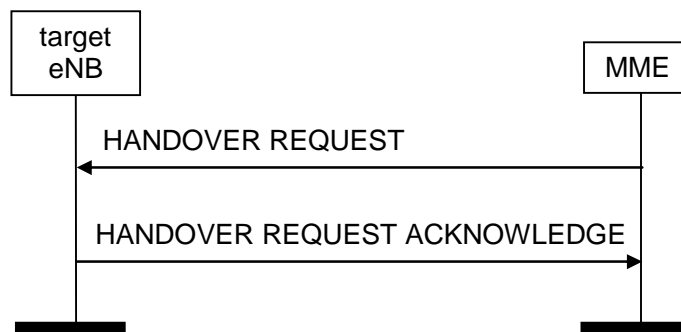 target
eNB
MME
HANDOVER REQUEST
HANDOVER REQUEST ACKNOWLEDGE